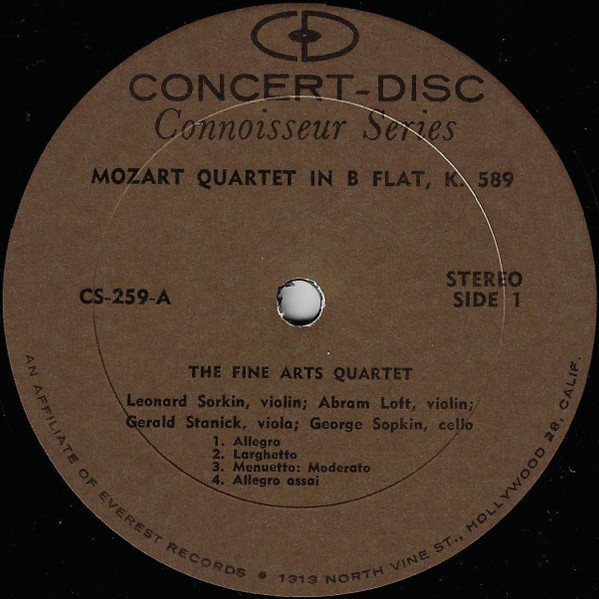 CD
CONCERT-DISC
Connoisseur Series
MOZART QUARTET IN B FLAT, K. 589
CS-259-A
STEREO
SIDE 1
THE FINE ARTS QUARTET
Leonard Sorkin, violin; Abram Loft, violin;
Gerald Stanick, viola; George Sopkin, cello
1. Allegro
2. Larghetto
3. Menuetto: Moderato
4. Allegro assai
AN AFFILIATE OF EVEREST RECORDS • 1313 NORTH VINE ST., HOLLYWOOD 28, CALIF.